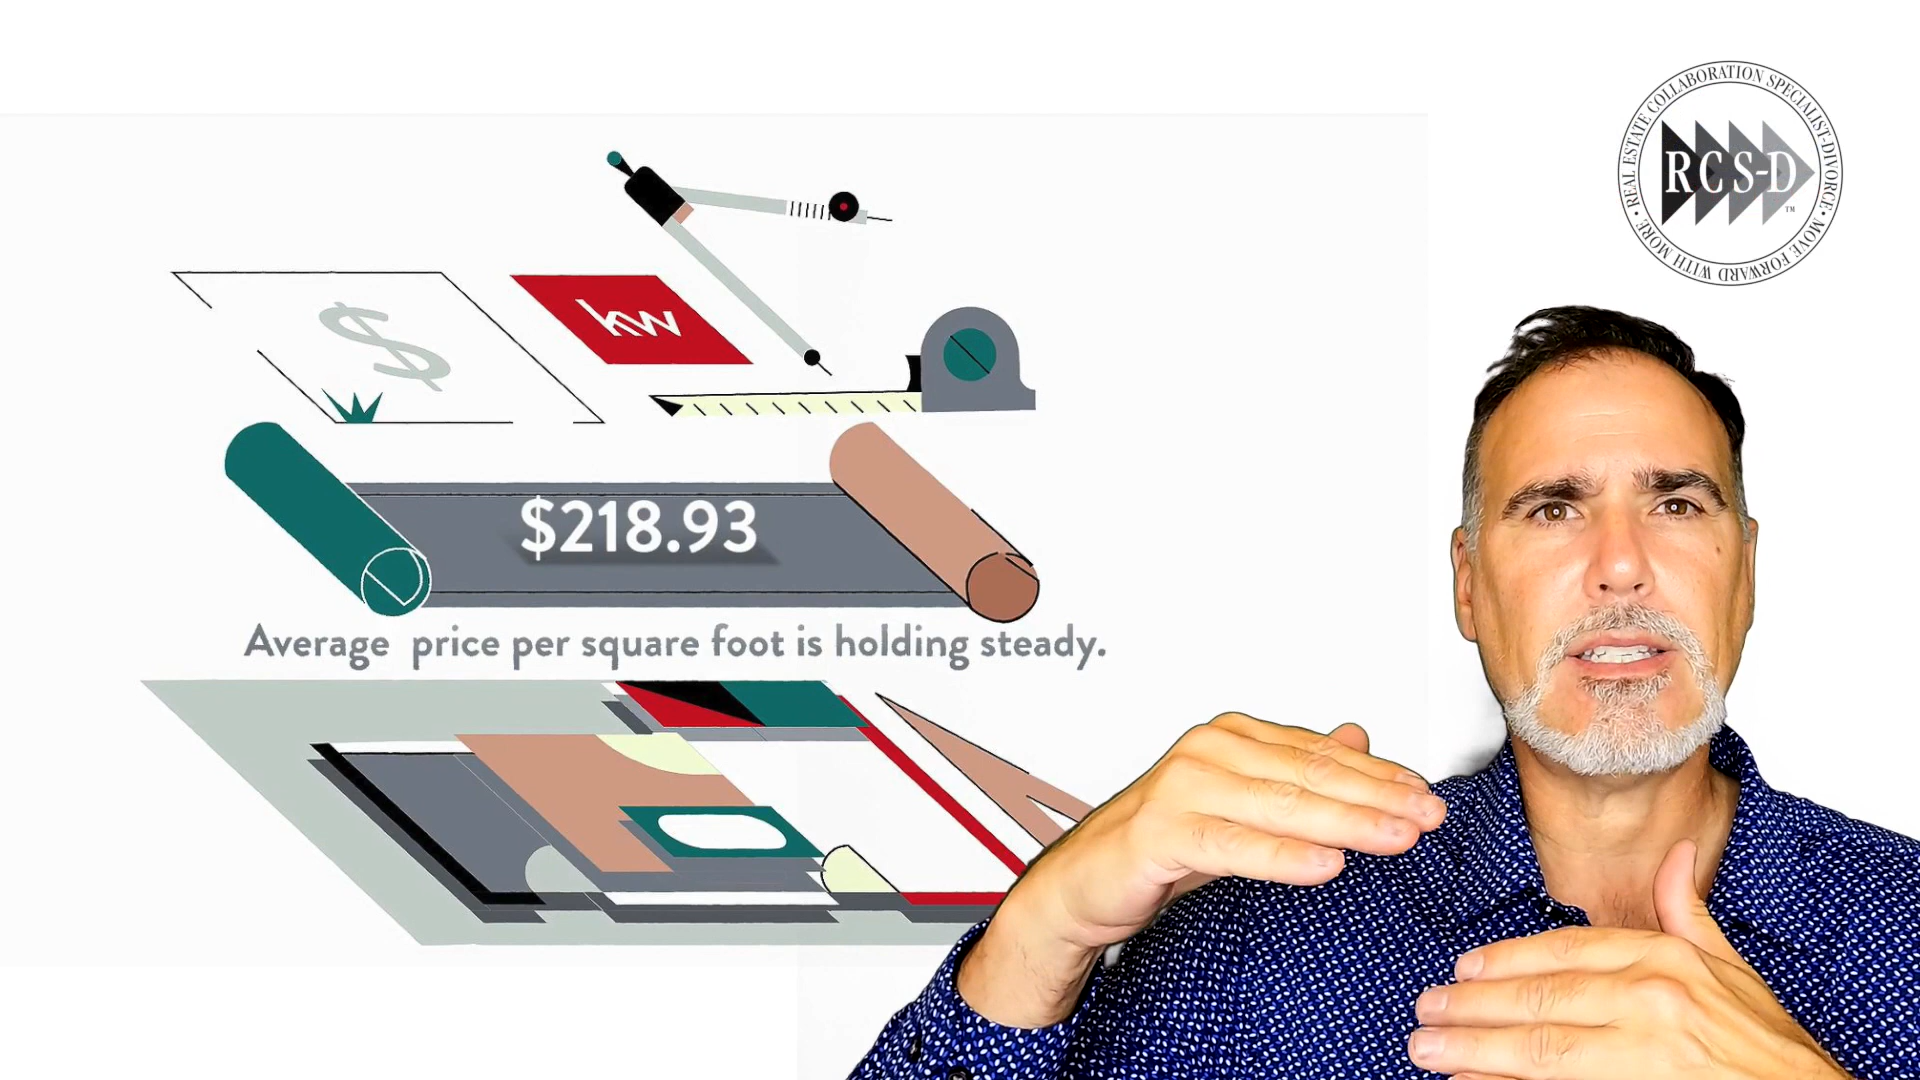 REAL ESTATE COLLABORATION SPECIALIST-DIVORCE • MOVE FORWARD WITH MORE •
RCS-D
™
$
kw
$218.93
Average price per square foot is holding steady.